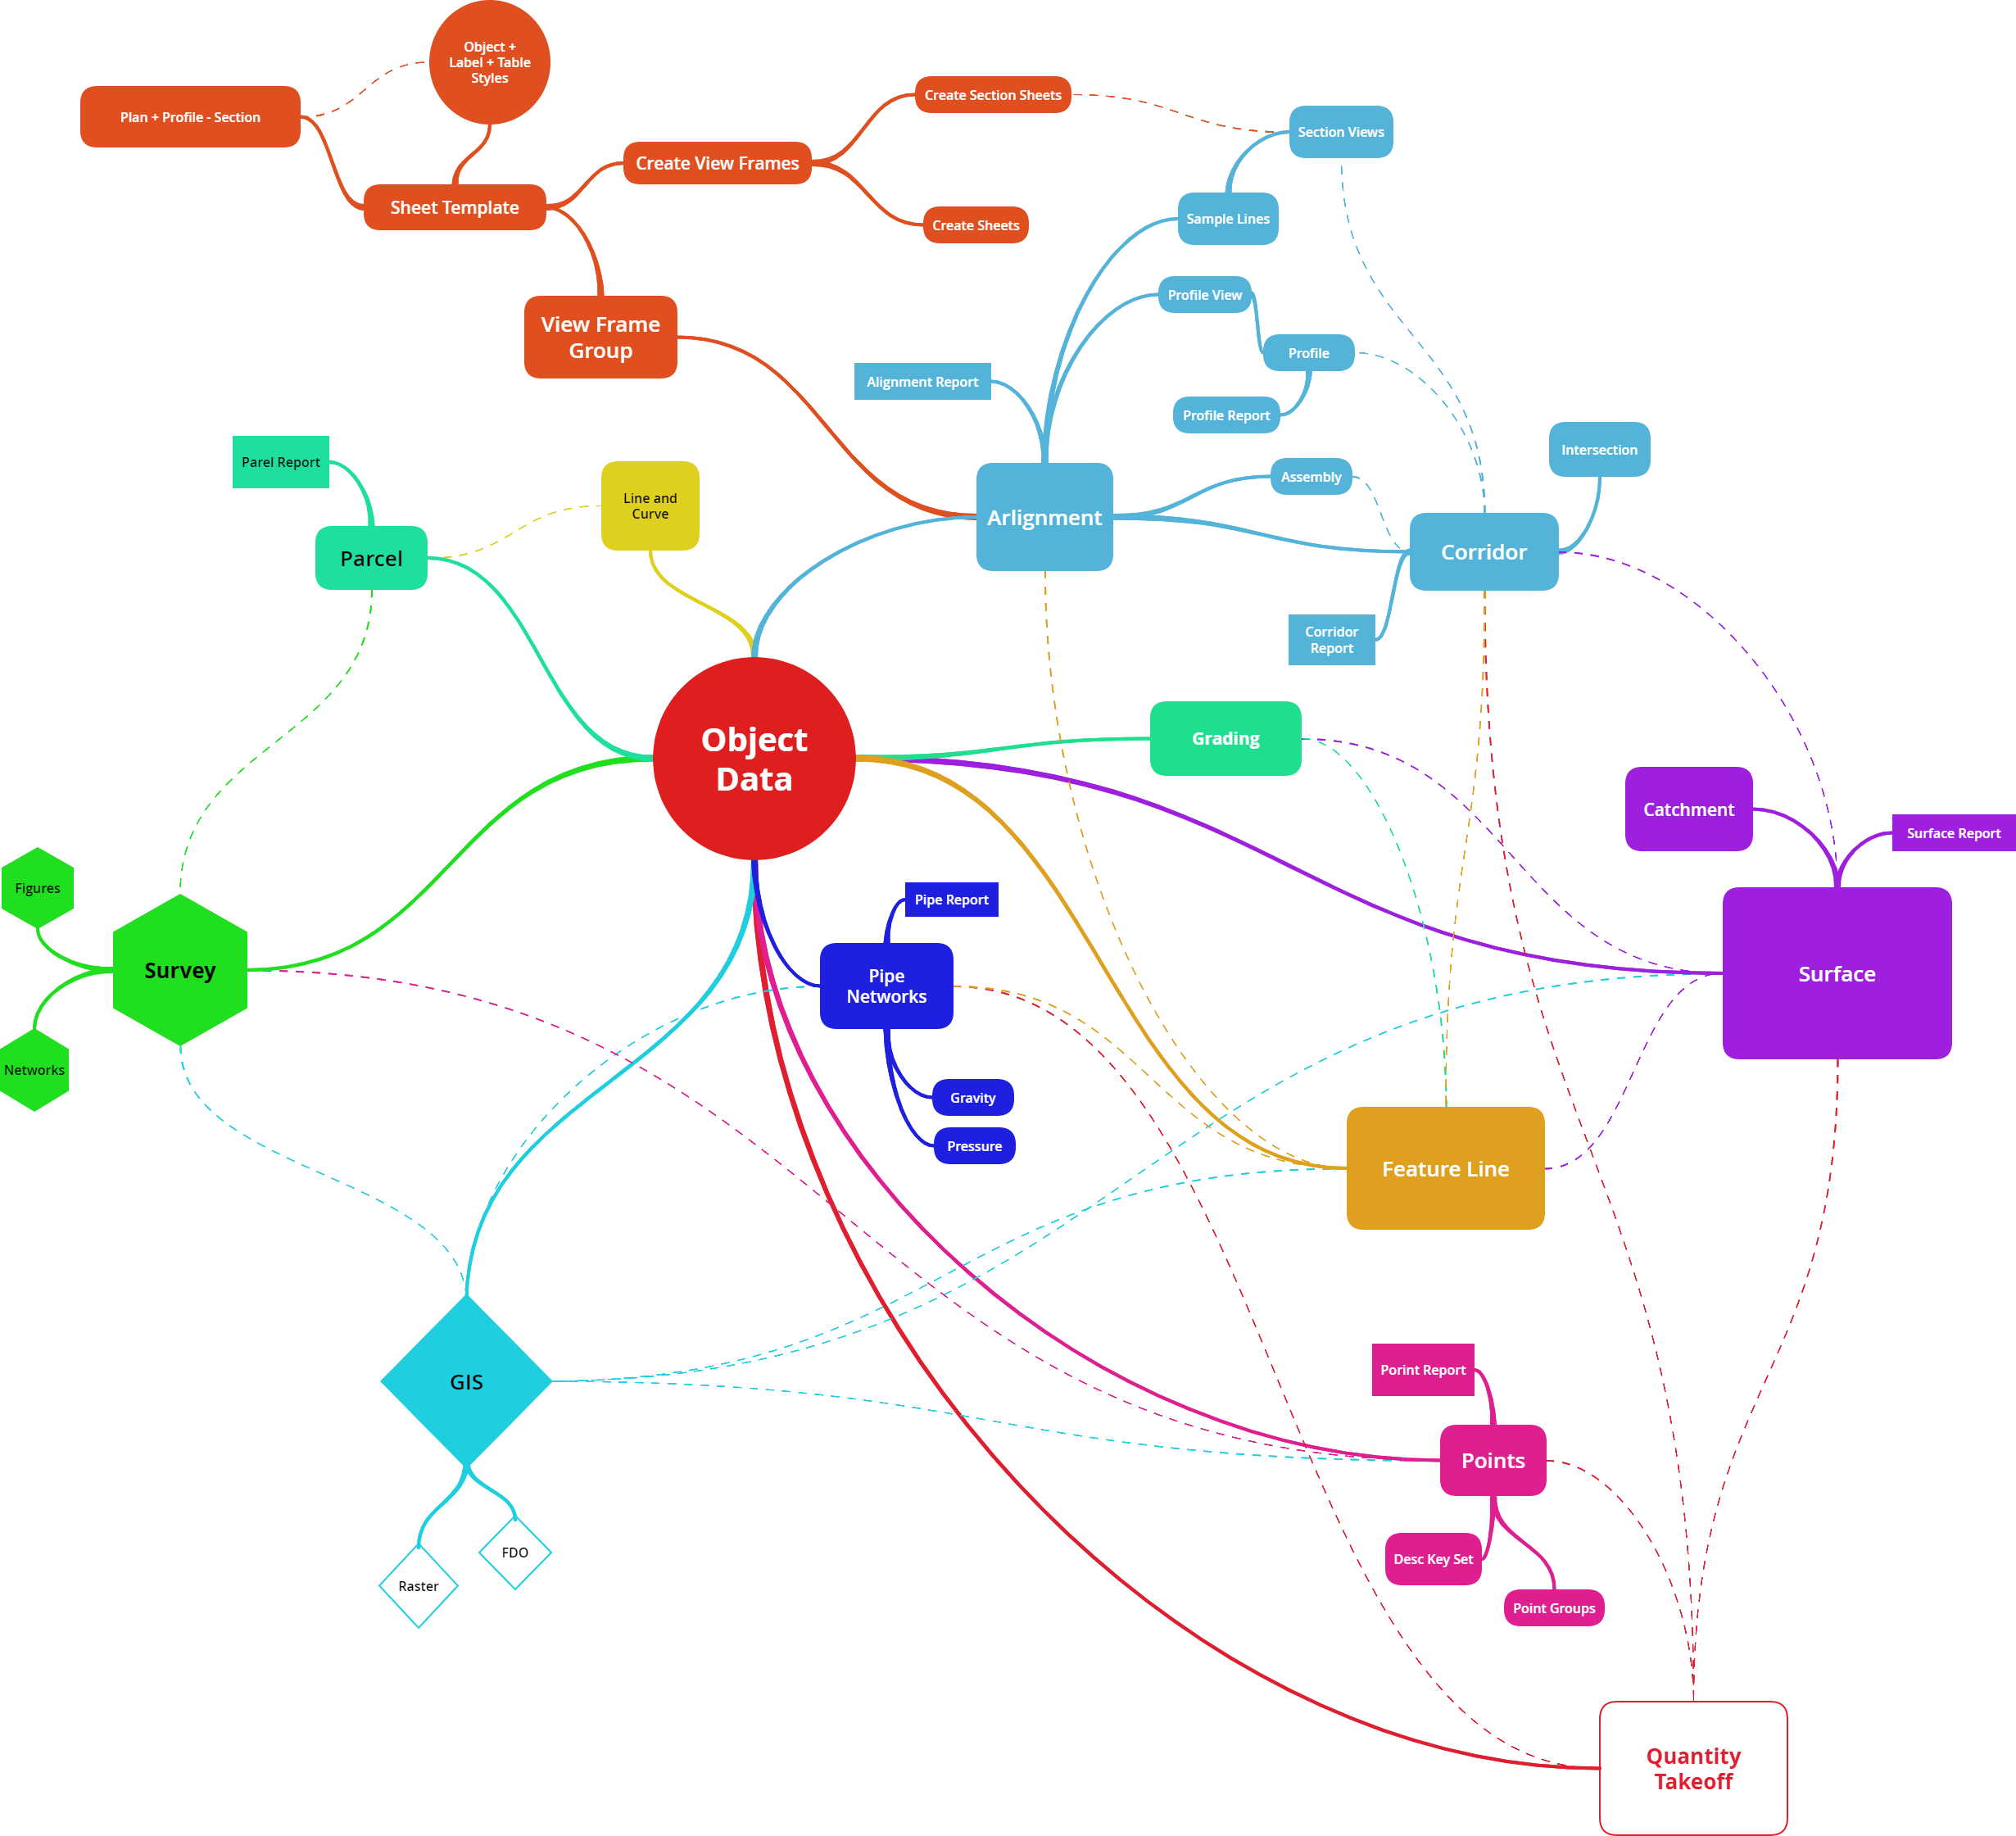 Object +
Label + Table
Styles
Plan + Profile - Section
Create Section Sheets
Section Views
Create View Frames
Sheet Template
Sample Lines
Create Sheets
Profile View
View Frame
Group
Profile
Alignment Report
Profile Report
Intersection
Parel Report
Assembly
Line and
Curve
Arlignment
Corridor
Parcel
Corridor
Report
Object
Data
Grading
Catchment
Surface Report
Figures
Pipe Report
Survey
Surface
Pipe
Networks
Networks
Gravity
Pressure
Feature Line
Porint Report
GIS
Points
FDO
Desc Key Set
Raster
Point Groups
Quantity
Takeoff